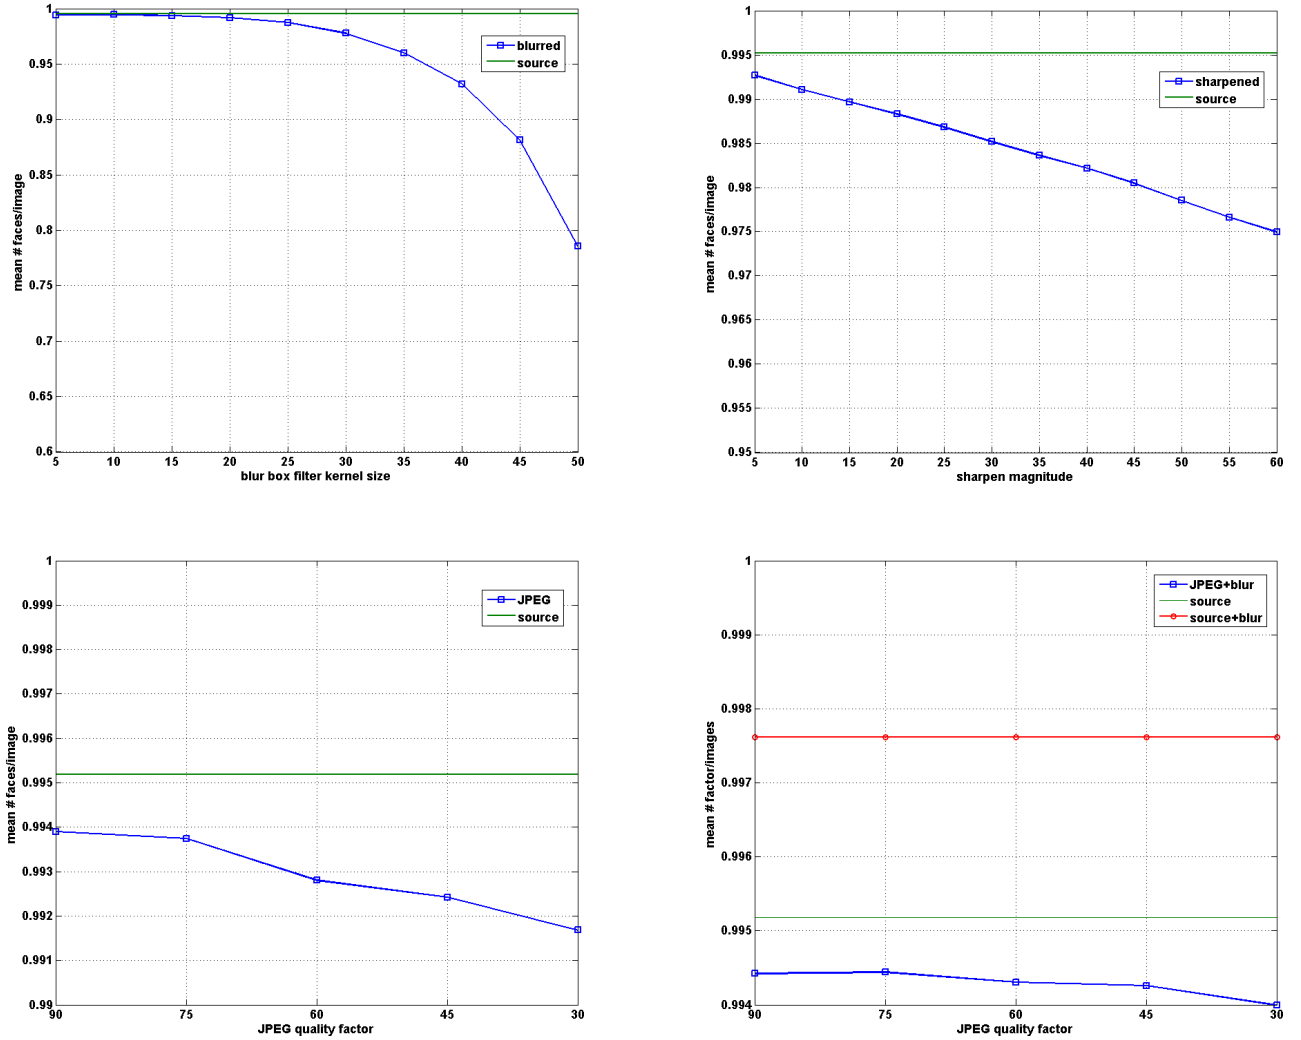 1
0.95
0.9
0.85
0.8
0.75
0.7
0.65
0.6
mean # faces/image
blurred
source
5 10 15 20 25 30 35 40 45 50
blur box filter kernel size
1
0.995
0.99
0.985
0.98
0.975
0.97
0.965
0.96
0.955
0.95
mean # faces/image
sharpened
source
5 10 15 20 25 30 35 40 45 50 55 60
sharpen magnitude
1
0.999
0.998
0.997
0.996
0.995
0.994
0.993
0.992
0.991
0.99
mean # faces/image
JPEG
source
90 75 60 45 30
JPEG quality factor
1
0.999
0.998
0.997
0.996
0.995
0.994
mean # factor/images
JPEG+blur
source
source+blur
90 75 60 45 30
JPEG quality factor